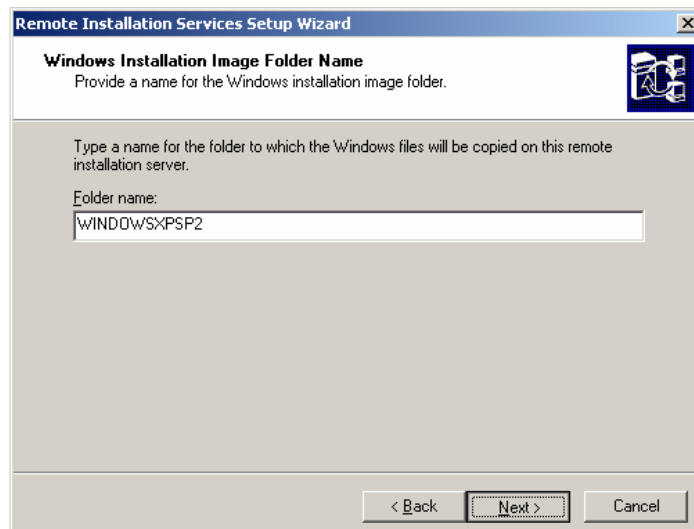 Remote Installation Services Setup Wizard
Windows Installation Image Folder Name
Provide a name for the Windows installation image folder.
Type a name for the folder to which the Windows files will be copied on this remote
installation server.
Folder name:
WINDOWSXPSP2
< Back
Next >
Cancel